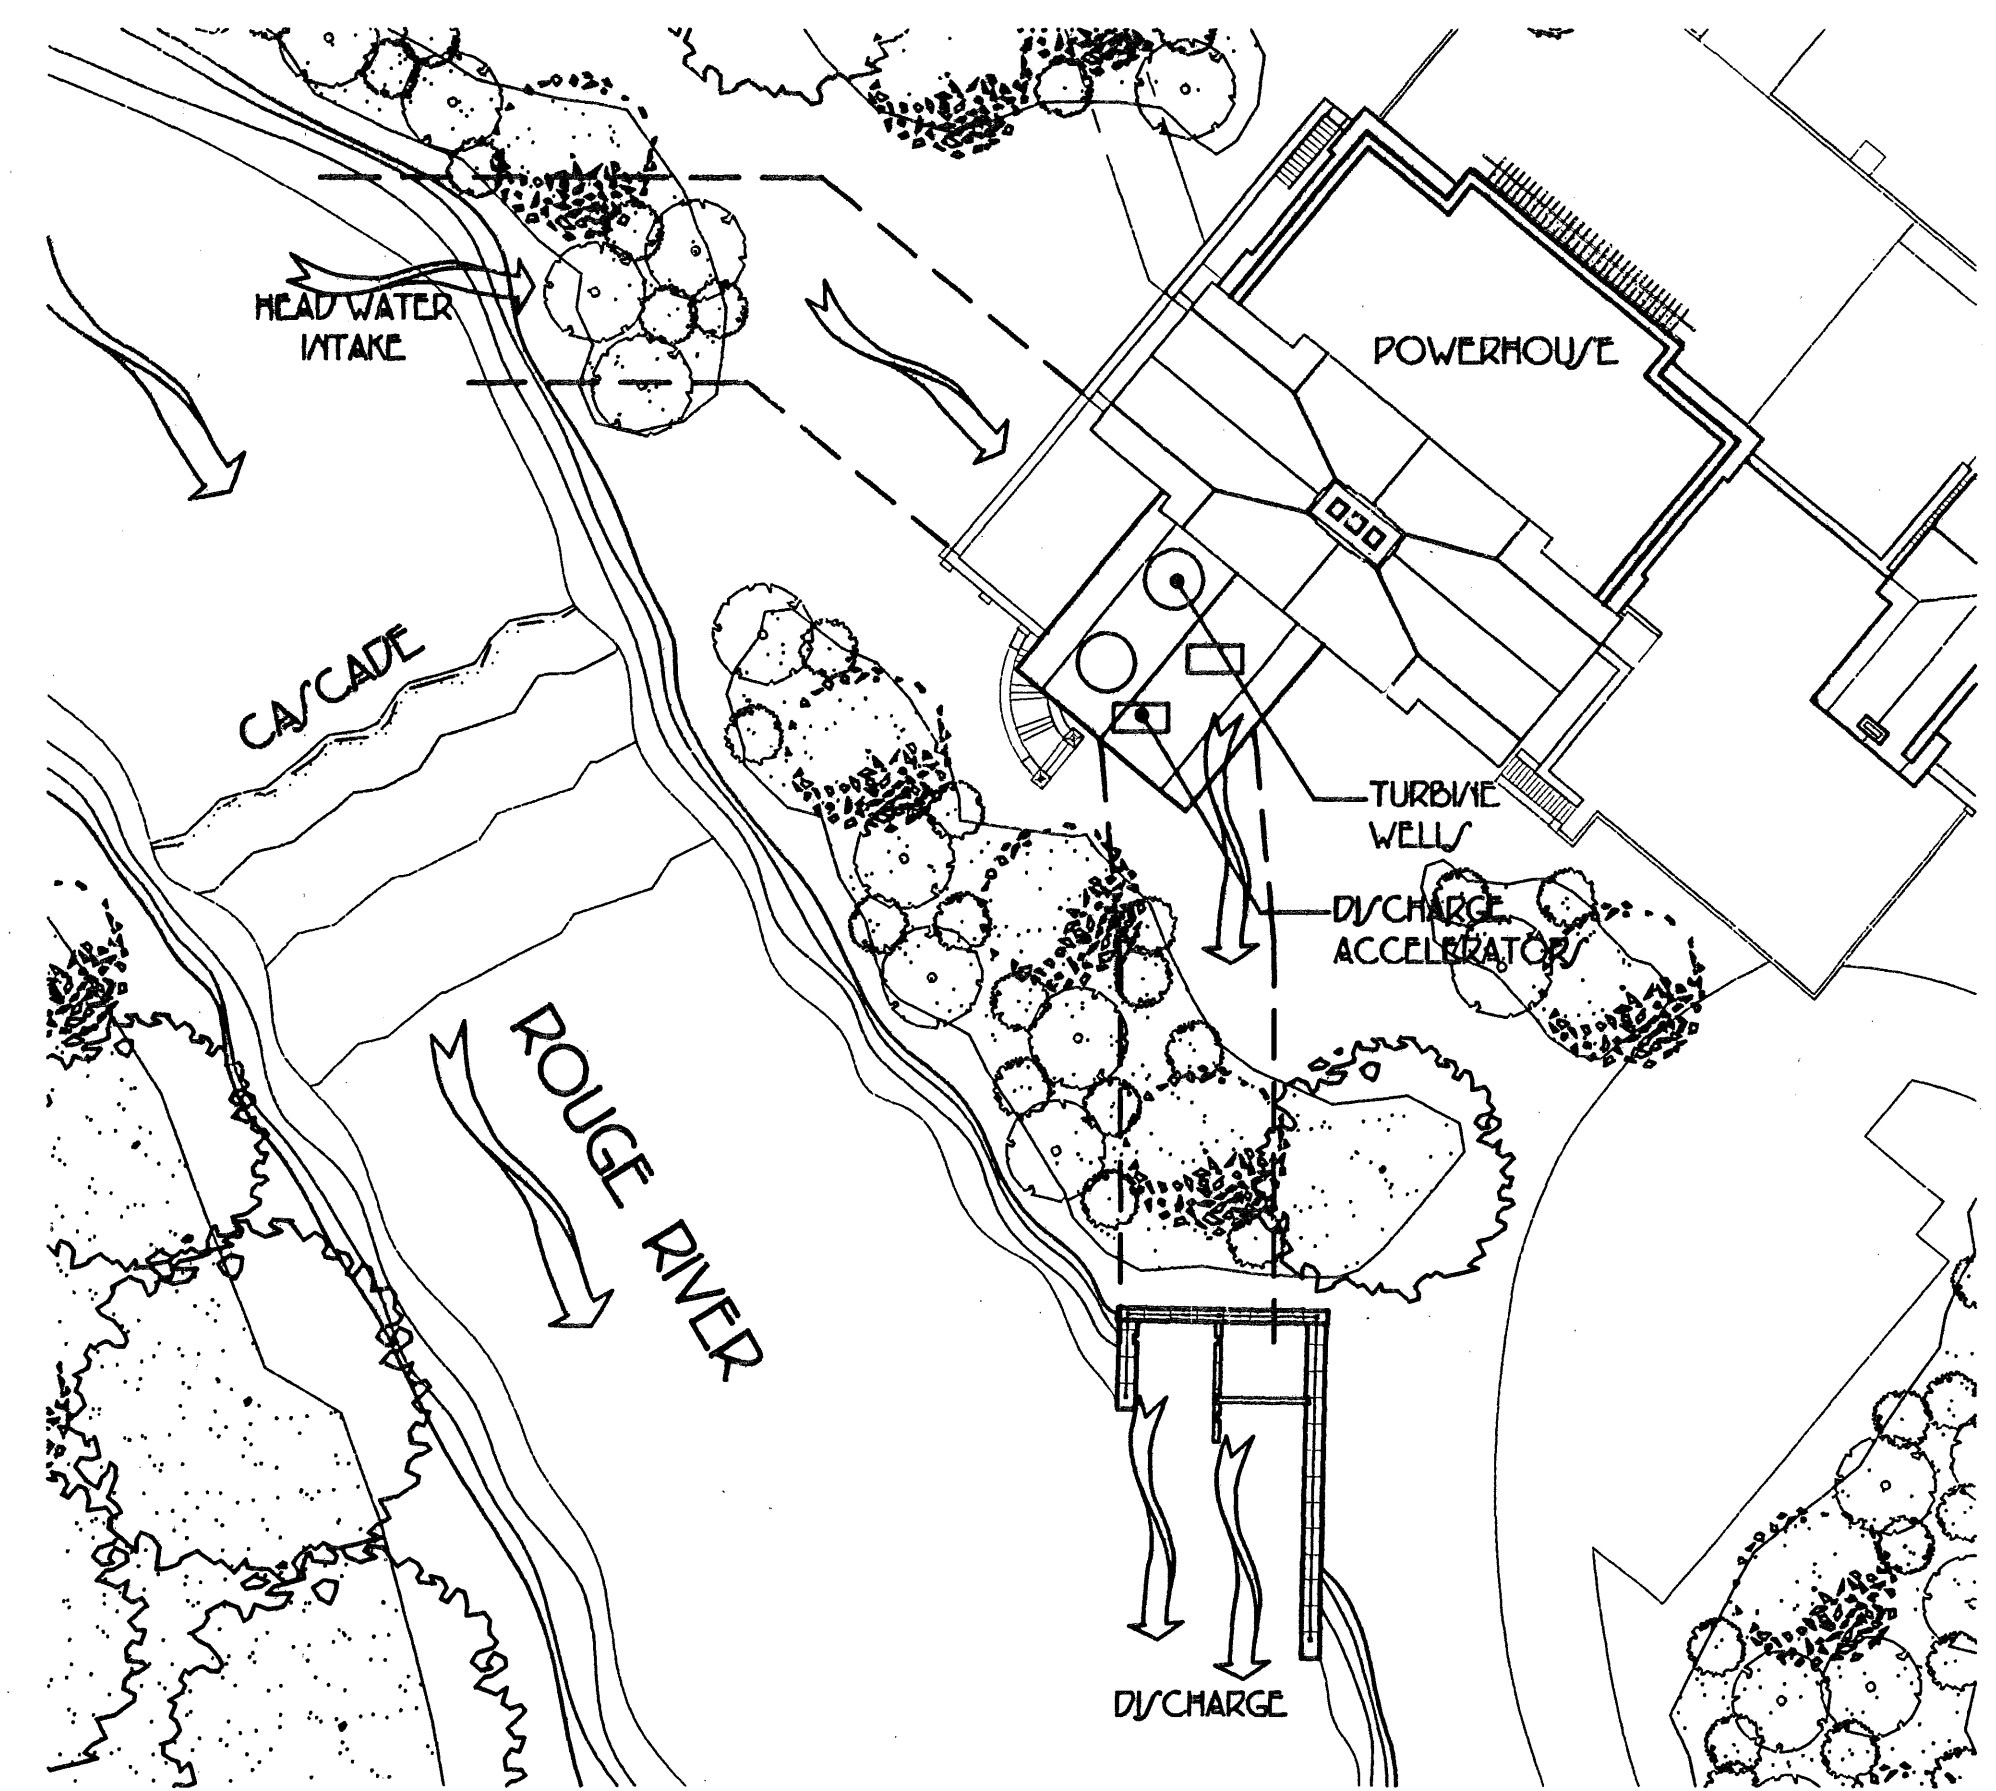 HEAD WATER
INTAKE
POWERHOUSE
CASCADE
TURBINE
WELLS
DISCHARGE
ACCELERATORS
ROUGE RIVER
DISCHARGE